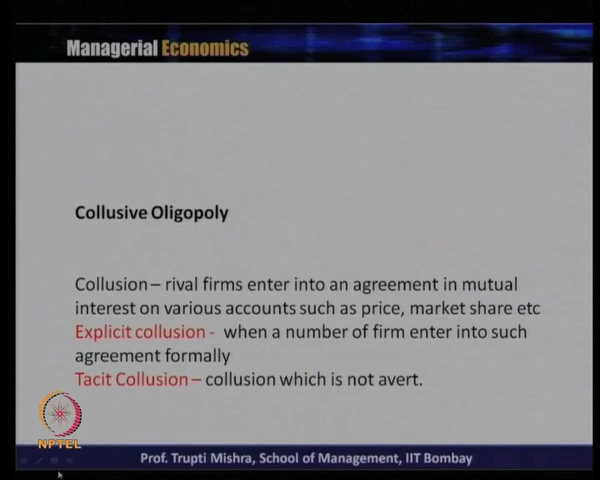 Managerial Economics
Collusive Oligopoly
Collusion – rival firms enter into an agreement in mutual
interest on various accounts such as price, market share etc
Explicit collusion - when a number of firm enter into such
agreement formally
Tacit Collusion – collusion which is not avert.
NPTEL
Prof. Trupti Mishra, School of Management, IIT Bombay